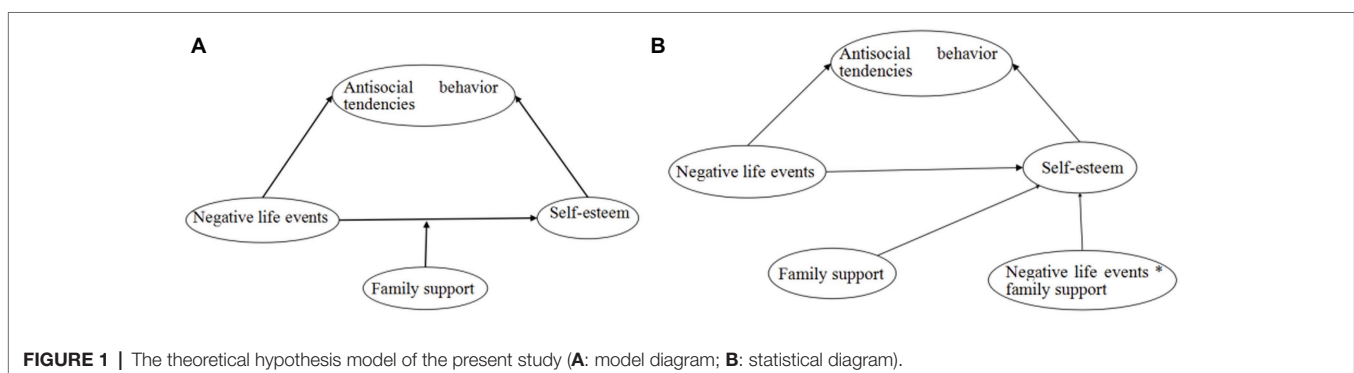 A
Antisocial behavior
tendencies
Negative life events
Self-esteem
Family support
B
Antisocial behavior
tendencies
Negative life events
Self-esteem
Family support
Negative life events *
family support
FIGURE 1 | The theoretical hypothesis model of the present study (A: model diagram; B: statistical diagram).